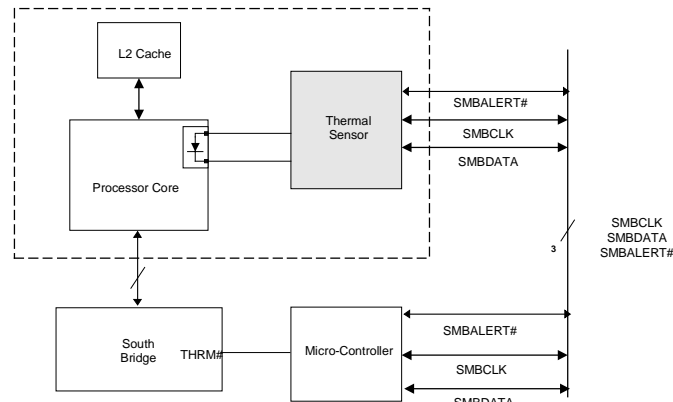 L2 Cache
Thermal
Sensor
SMBALERT#
SMBCLK
SMBDATA
Processor Core
SMBCLK
SMBDATA
SMBALERT#
3
South
Bridge
THRM#
Micro-Controller
SMBALERT#
SMBCLK
SMBDATA